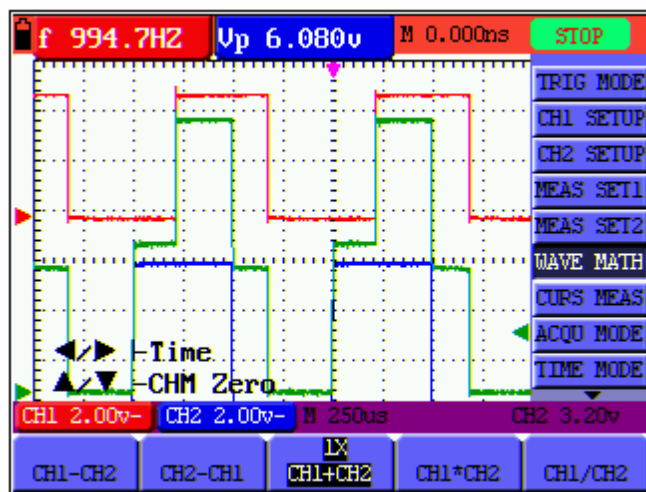 f 994.7HZ
Vp 6.080v
M 0.000ns
STOP
TRIG MODE
CH1 SETUP
CH2 SETUP
MEAS SET1
MEAS SET2
WAVE MATH
CURS MEAS
ACQU MODE
TIME MODE
◀/▶ -Time
▲/▼ -CHM Zero
CH1 2.00v-
CH2 2.00v-
M 250us
CH2 3.20v
CH1-CH2
CH2-CH1
1X
CH1+CH2
CH1*CH2
CH1/CH2